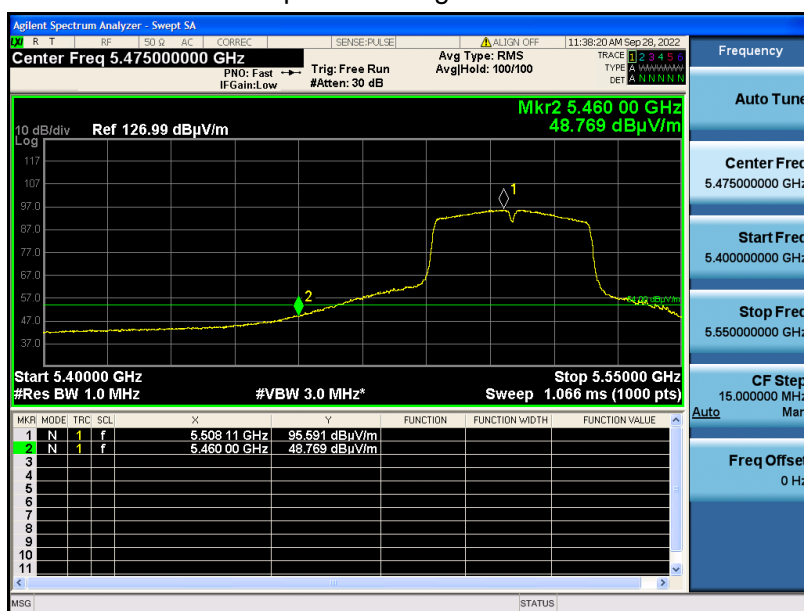 Agilent Spectrum Analyzer - Swept SA
LXI R T RF 50 Ω AC CORREC SENSE:PULSE ALIGN OFF 11:38:20 AM Sep 28, 2022
Center Freq 5.475000000 GHz
PNO: Fast
IFGain:Low
Trig: Free Run
#Atten: 30 dB
Avg Type: RMS
Avg|Hold: 100/100
TRACE 1 2 3 4 5 6
TYPE A WWWWW
DET A N N N N N
Mkr2 5.460 00 GHz
48.769 dBµV/m
10 dB/div Ref 126.99 dBµV/m
Log
117
107
97.0
87.0
77.0
67.0
57.0
47.0
37.0
1
2
Start 5.40000 GHz Stop 5.55000 GHz
#Res BW 1.0 MHz #VBW 3.0 MHz* Sweep 1.066 ms (1000 pts)
MKR MODE TRC SCL X Y FUNCTION FUNCTION WIDTH FUNCTION VALUE
1 N 1 f 5.508 11 GHz 95.591 dBµV/m
2 N 1 f 5.460 00 GHz 48.769 dBµV/m
3
4
5
6
7
8
9
10
11
MSG STATUS
Frequency
Auto Tune
Center Freq
5.475000000 GHz
Start Freq
5.400000000 GHz
Stop Freq
5.550000000 GHz
CF Step
15.000000 MHz
Auto Man
Freq Offset
0 Hz